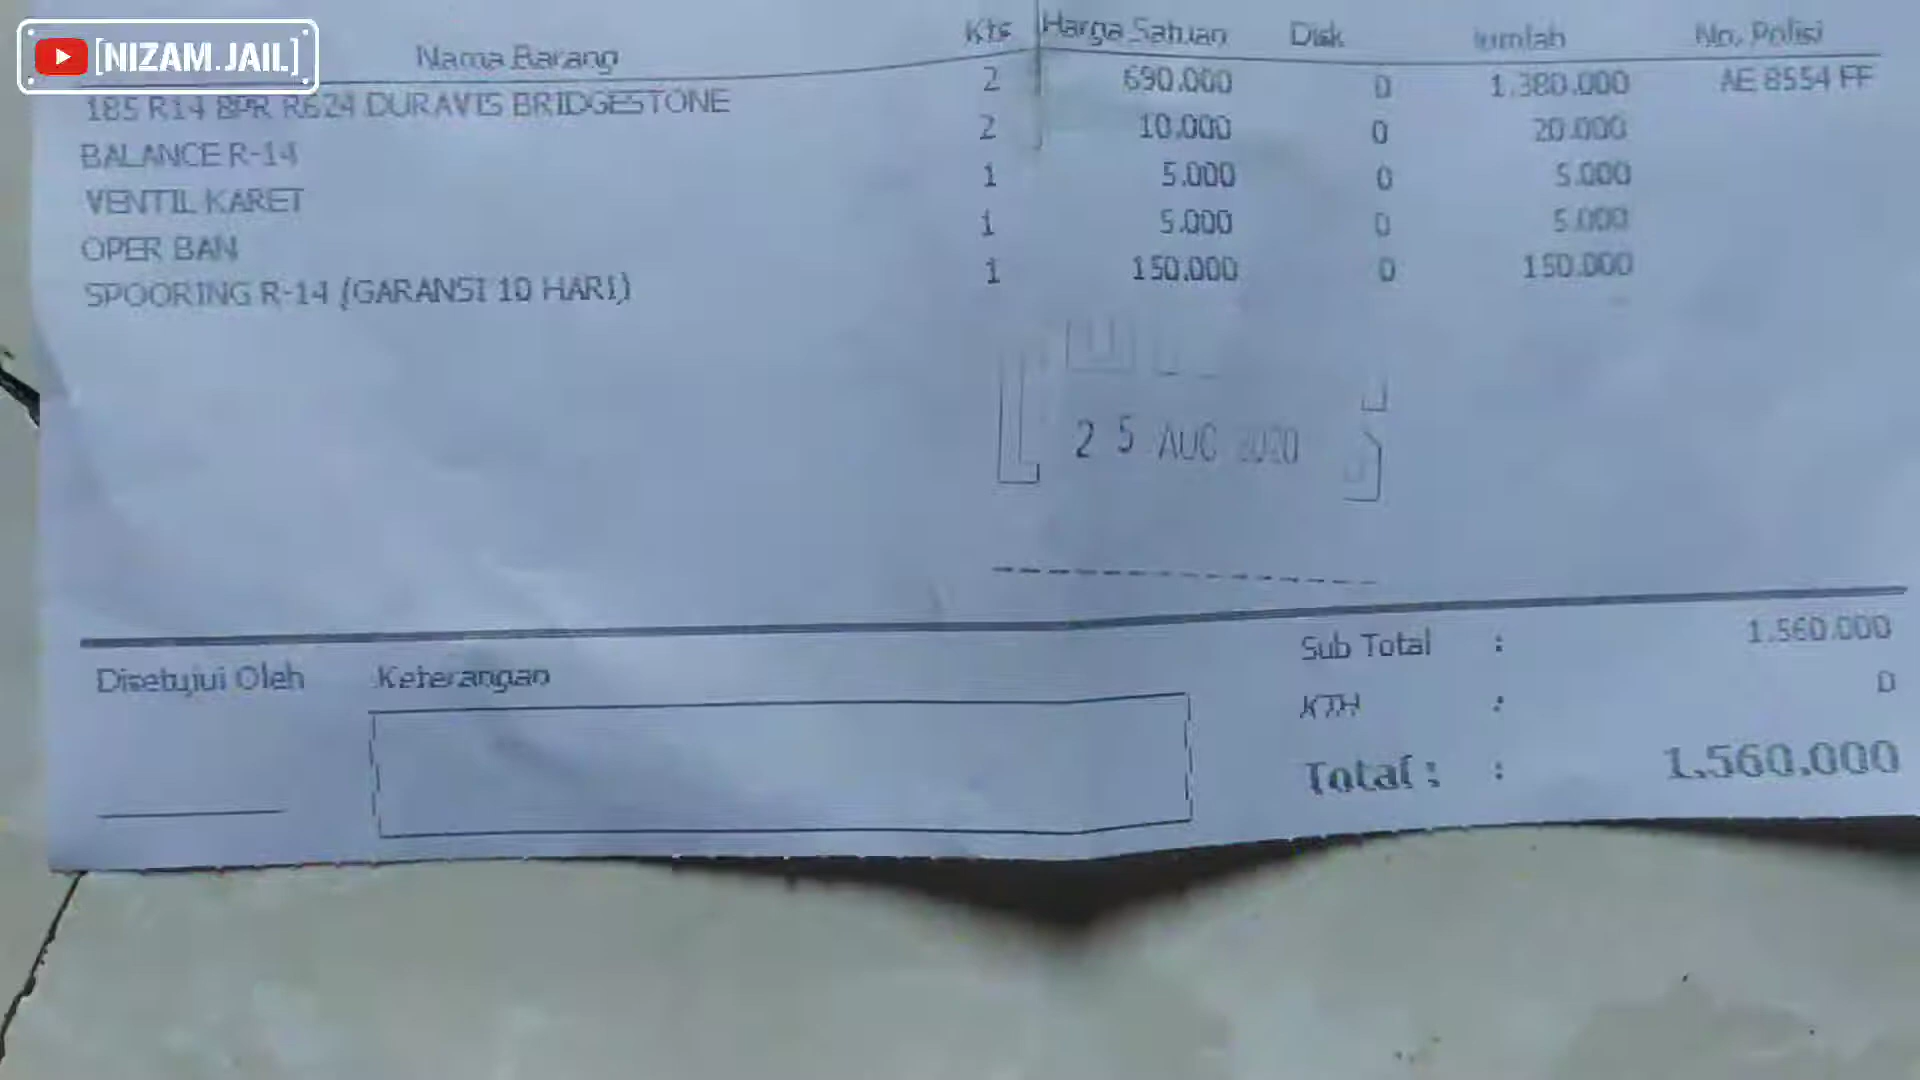 [NIZAM.JAIL]
Nama Barang Kts Harga Satuan Disk Jumlah No. Polisi
185 R14 8PR R624 DURAVIS BRIDGESTONE 2 690.000 0 1.380.000 AE 8554 FF
BALANCE R-14 2 10.000 0 20.000
VENTIL KARET 1 5.000 0 5.000
OPER BAN 1 5.000 0 5.000
SPOORING R-14 (GARANSI 10 HARI) 1 150.000 0 150.000
25 AUG 2020
Disetujui Oleh Keterangan Sub Total : 1.560.000
: 0
Total : : 1.560.000